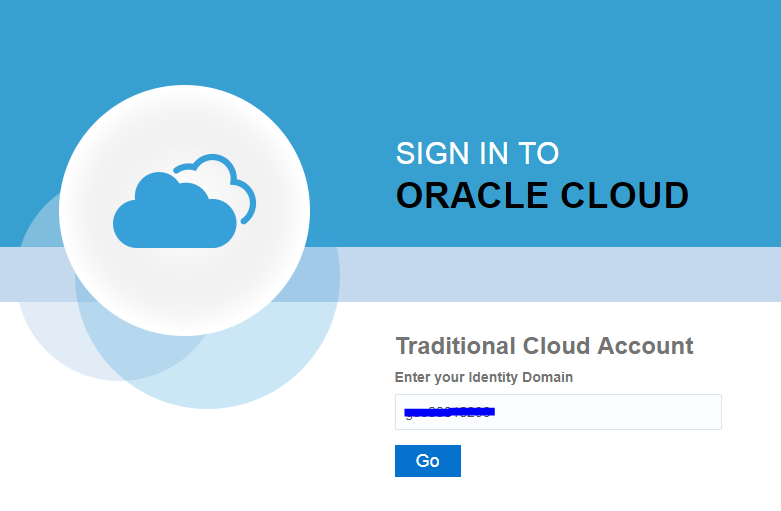 SIGN IN TO
ORACLE CLOUD
Traditional Cloud Account
Enter your Identity Domain
Go